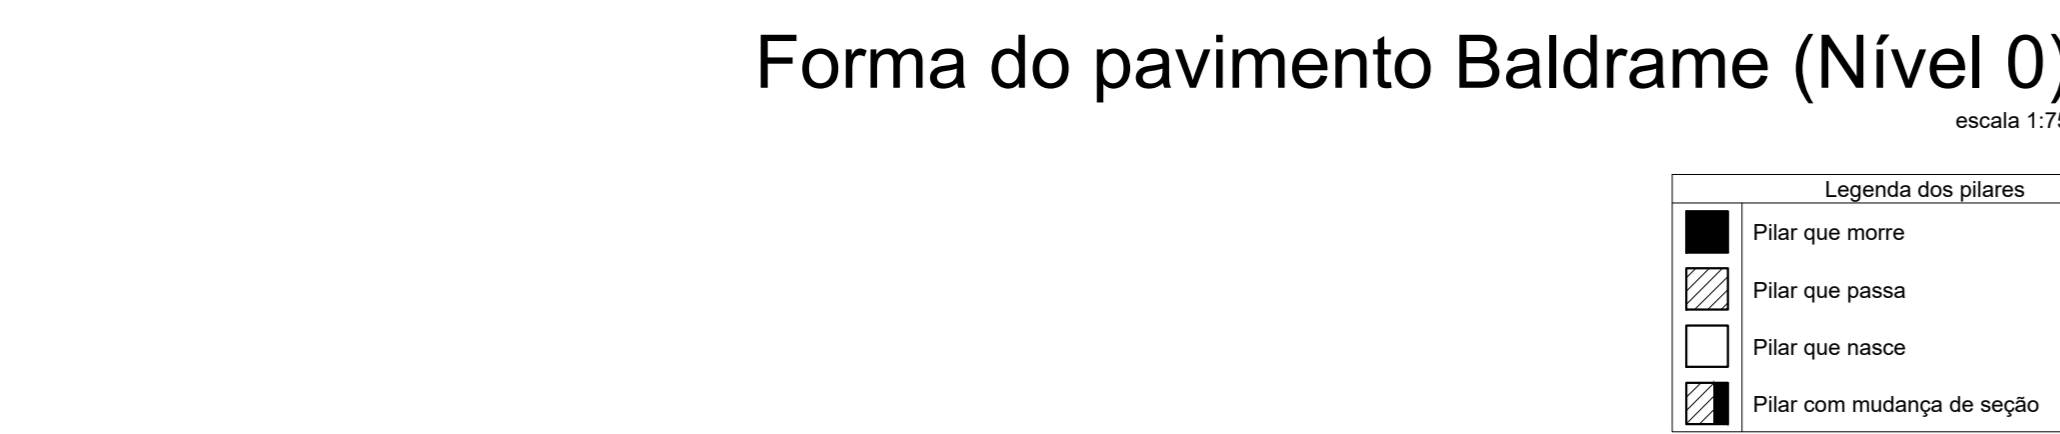 Forma do pavimento Baldrame (Nível 0)
escala 1:75
Legenda dos pilares
Pilar que morre
Pilar que passa
Pilar que nasce
Pilar com mudança de seção